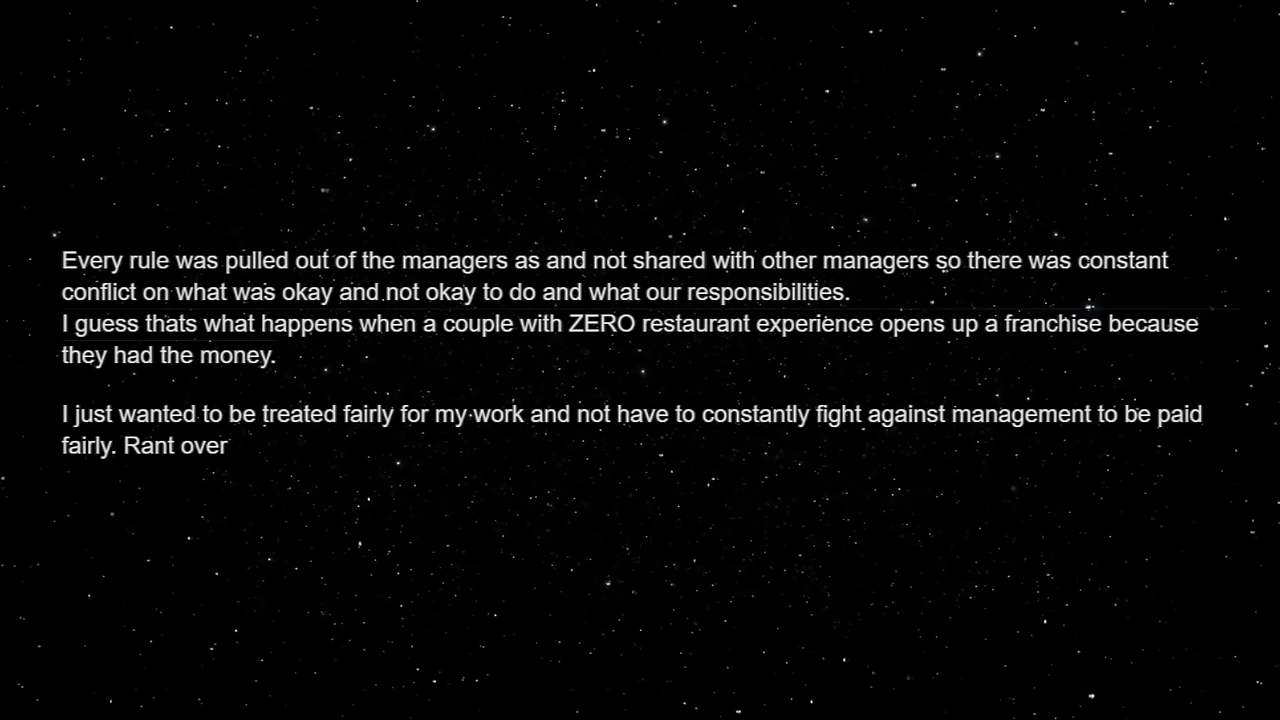 Every rule was pulled out of the managers as and not shared with other managers so there was constant
conflict on what was okay and not okay to do and what our responsibilities.
I guess thats what happens when a couple with ZERO restaurant experience opens up a franchise because
they had the money.
I just wanted to be treated fairly for my work and not have to constantly fight against management to be paid
fairly. Rant over